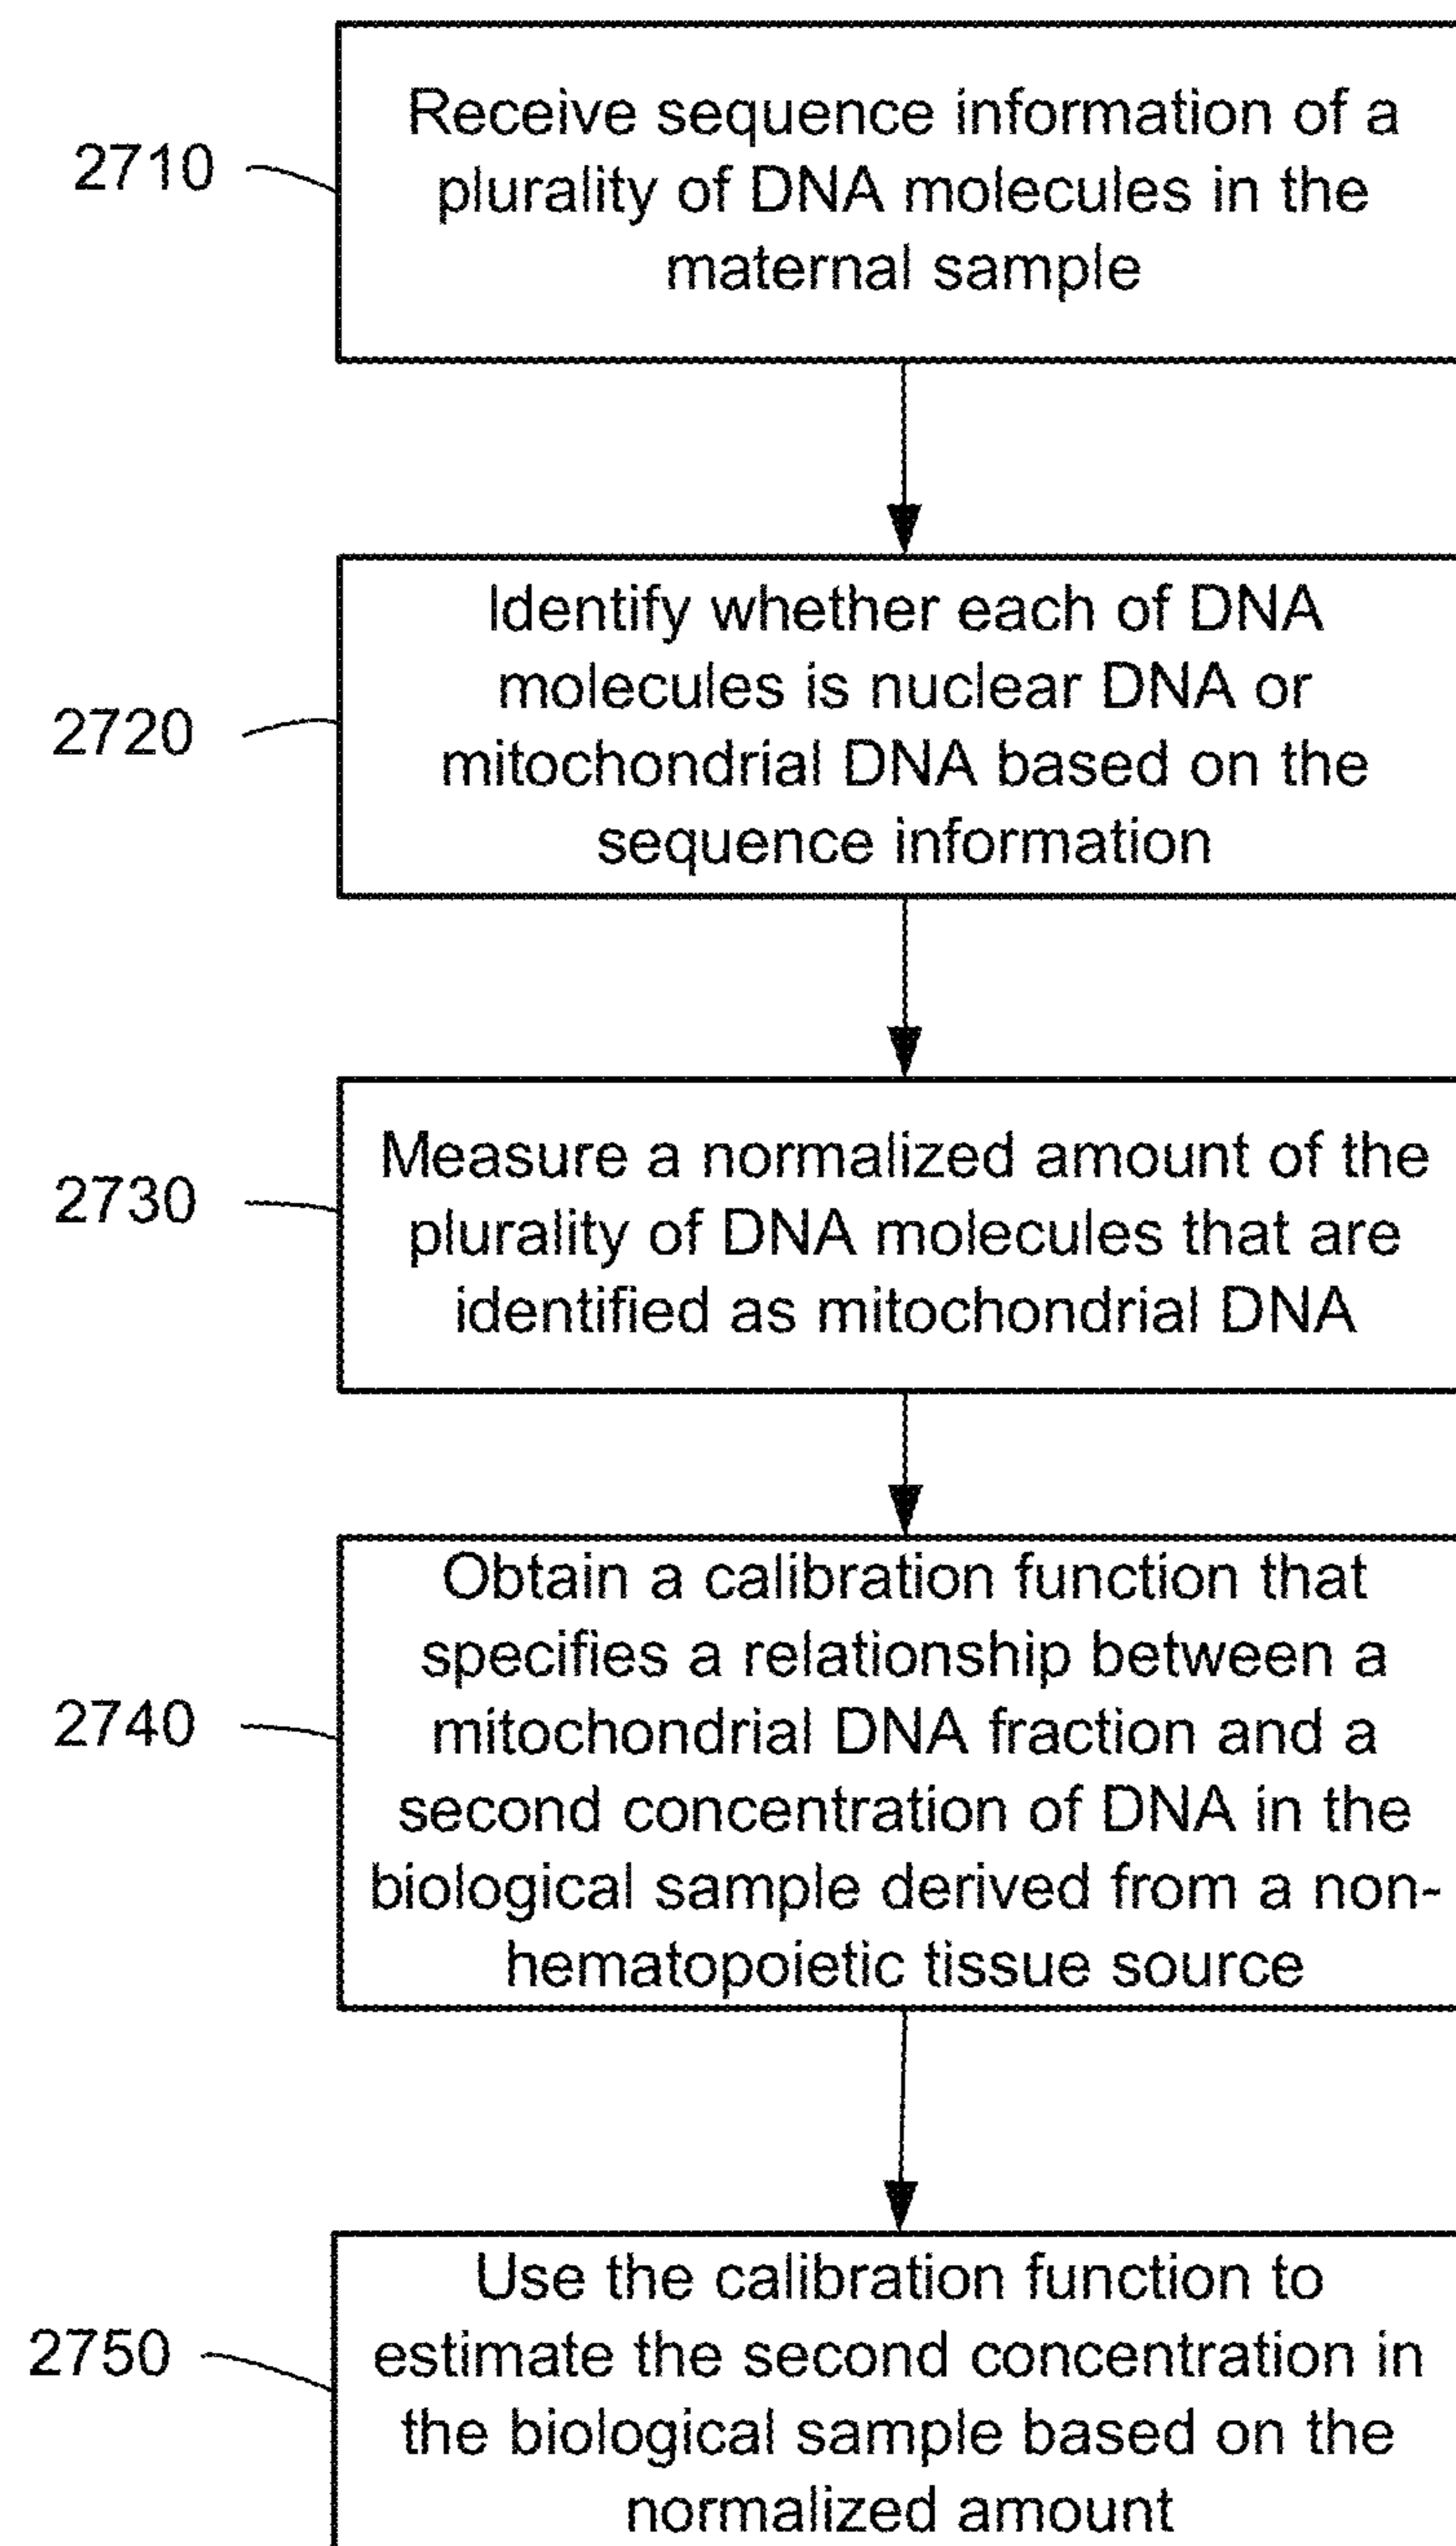 2710
Receive sequence information of a
plurality of DNA molecules in the
maternal sample
2720
Identify whether each of DNA
molecules is nuclear DNA or
mitochondrial DNA based on the
sequence information
2730
Measure a normalized amount of the
plurality of DNA molecules that are
identified as mitochondrial DNA
2740
Obtain a calibration function that
specifies a relationship between a
mitochondrial DNA fraction and a
second concentration of DNA in the
biological sample derived from a non-
hematopoietic tissue source
2750
Use the calibration function to
estimate the second concentration in
the biological sample based on the
normalized amount